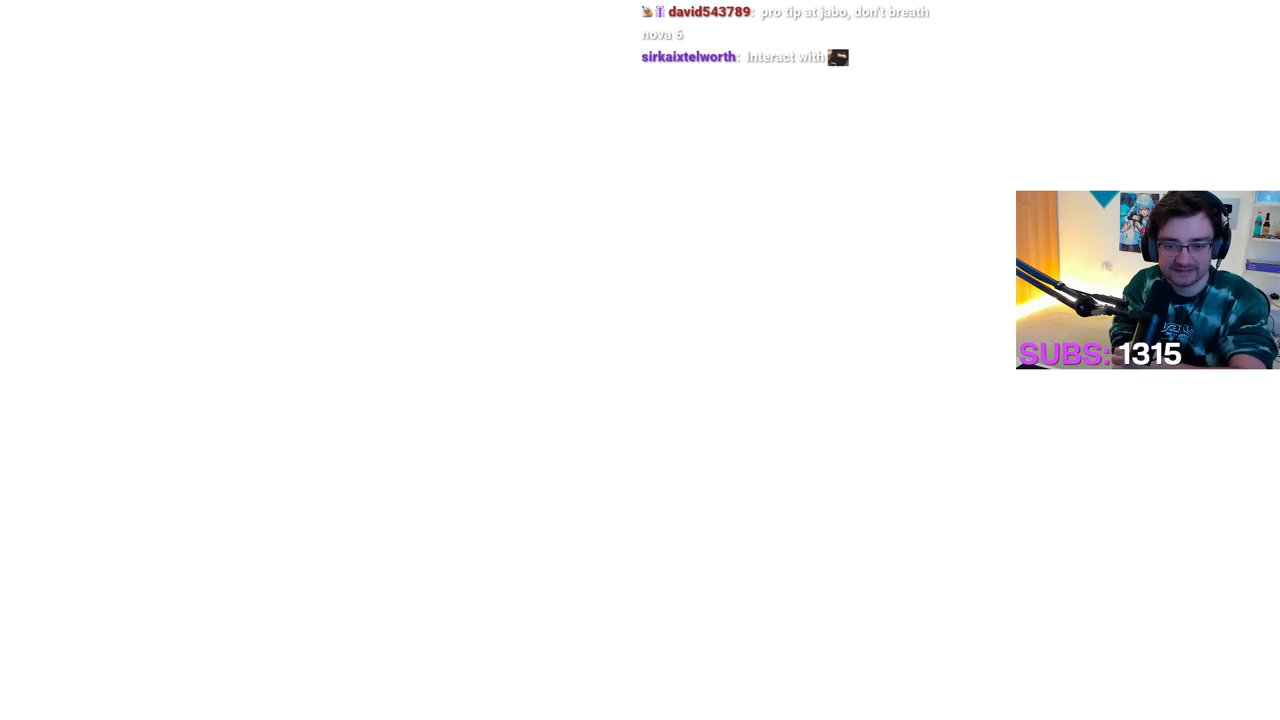 david543789: pro tip at jabo, don't breath
nova 6
sirkaixtelworth: Interact with
SUBS: 1315